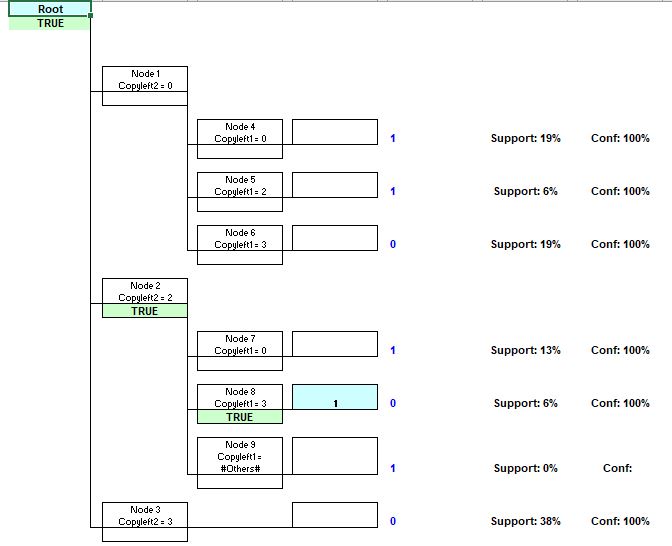 Root
TRUE
Node 1
Copyleft2 = 0
Node 4
Copyleft1 = 0
1 Support: 19% Conf: 100%
Node 5
Copyleft1 = 2
1 Support: 6% Conf: 100%
Node 6
Copyleft1 = 3
0 Support: 19% Conf: 100%
Node 2
Copyleft2 = 2
TRUE
Node 7
Copyleft1 = 0
1 Support: 13% Conf: 100%
Node 8
Copyleft1 = 3
TRUE
1 0 Support: 6% Conf: 100%
Node 9
Copyleft1 =
#Others#
1 Support: 0% Conf:
Node 3
Copyleft2 = 3
0 Support: 38% Conf: 100%